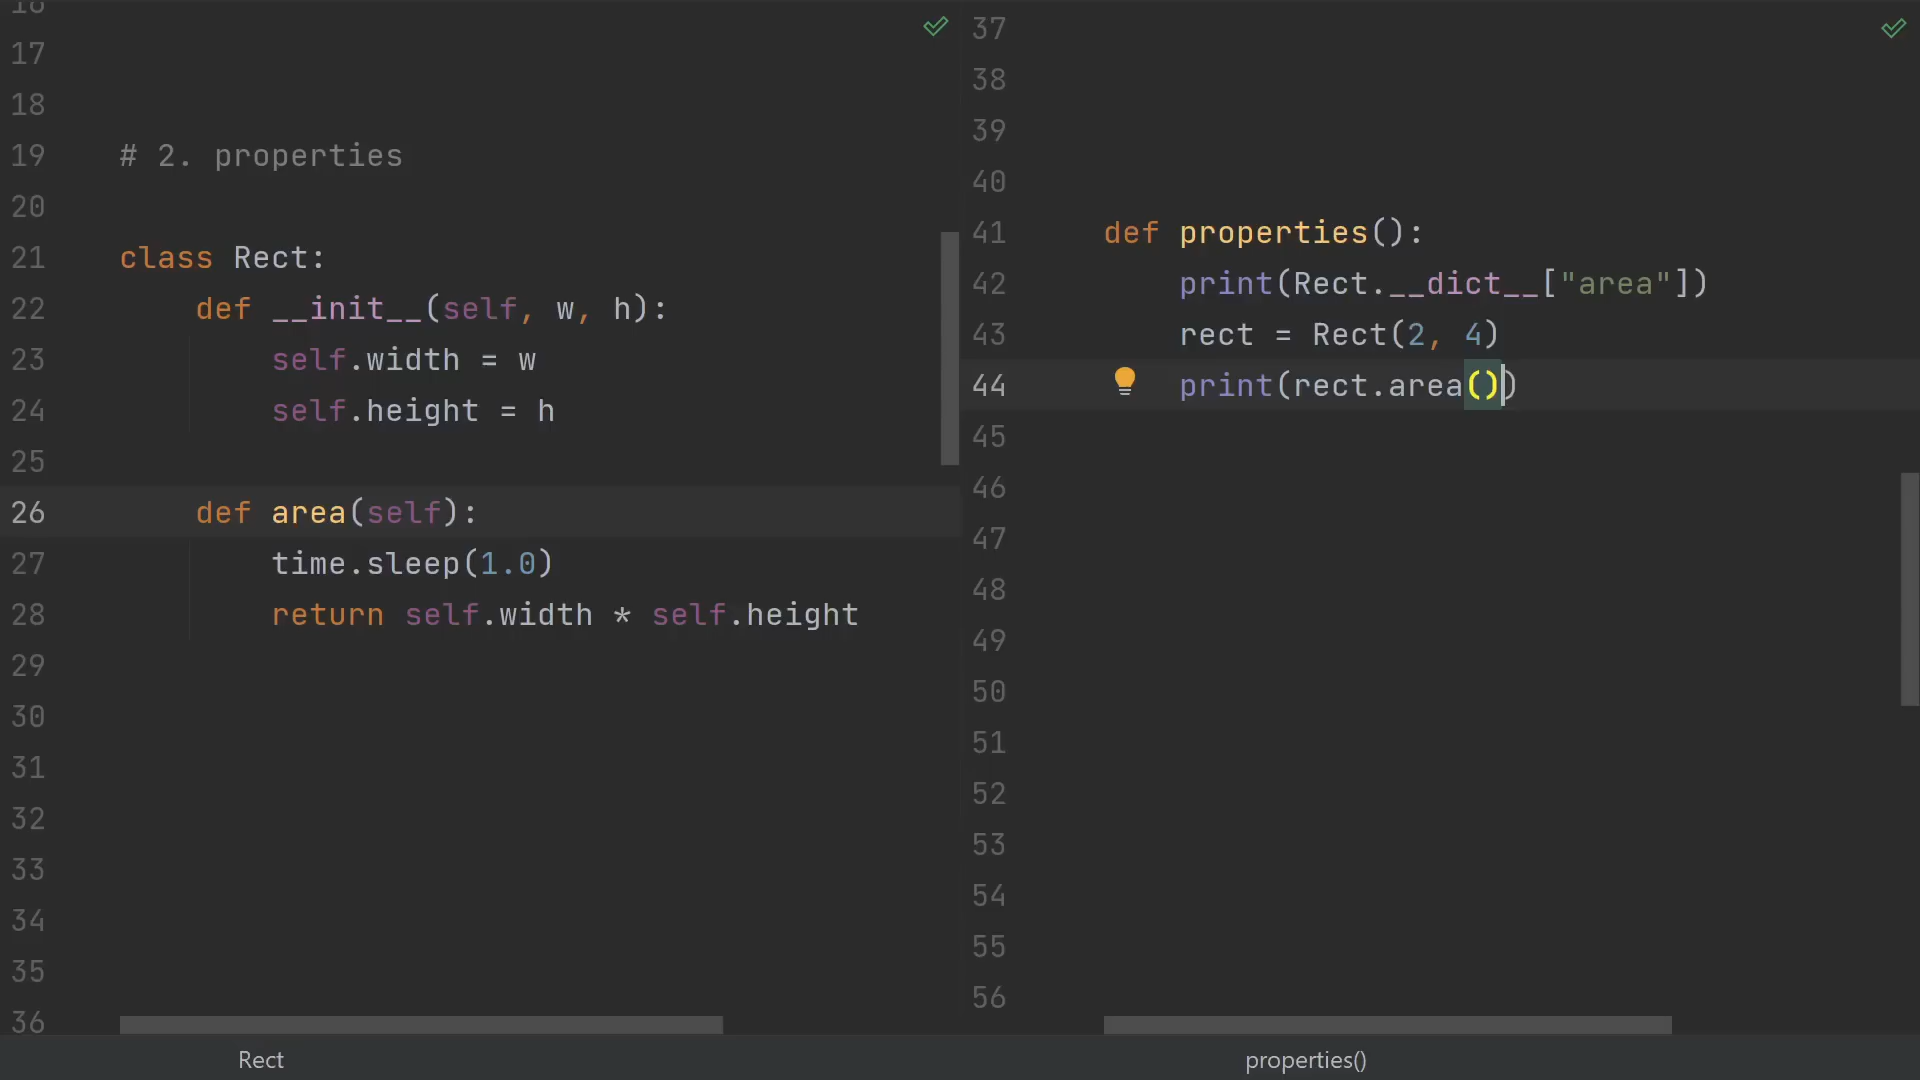 16
17
18
19 # 2. properties
20
21 class Rect:
22 def __init__(self, w, h):
23 self.width = w
24 self.height = h
25
26 def area(self):
27 time.sleep(1.0)
28 return self.width * self.height
29
30
31
32
33
34
35
36
Rect
37
38
39
40
41 def properties():
42 print(Rect.__dict__["area"])
43 rect = Rect(2, 4)
44 print(rect.area())
45
46
47
48
49
50
51
52
53
54
55
56
properties()